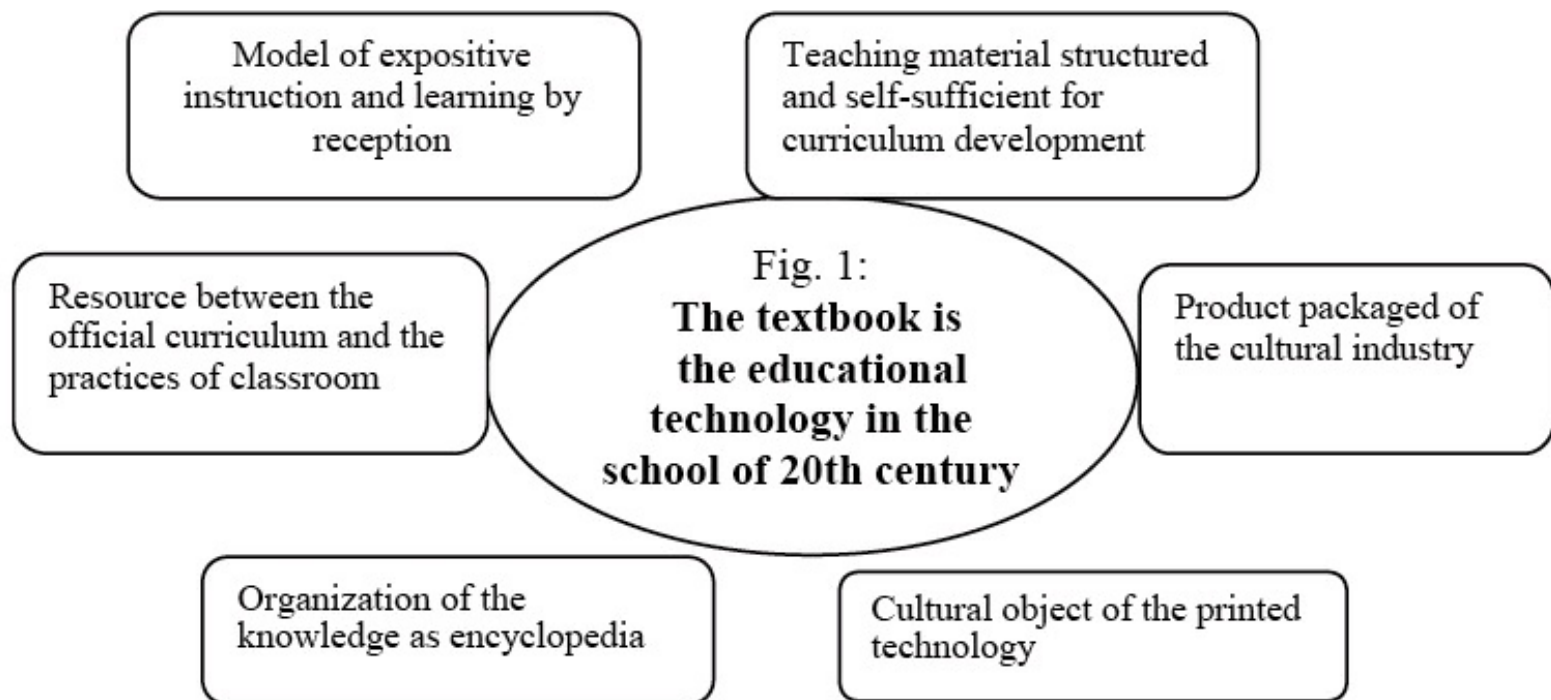 Model of expositive
instruction and learning by
reception
Teaching material structured
and self-sufficient for
curriculum development
Resource between the
official curriculum and the
practices of classroom
Fig. 1:
The textbook is
the educational
technology in the
school of 20th century
Product packaged of
the cultural industry
Organization of the
knowledge as encyclopedia
Cultural object of the printed
technology